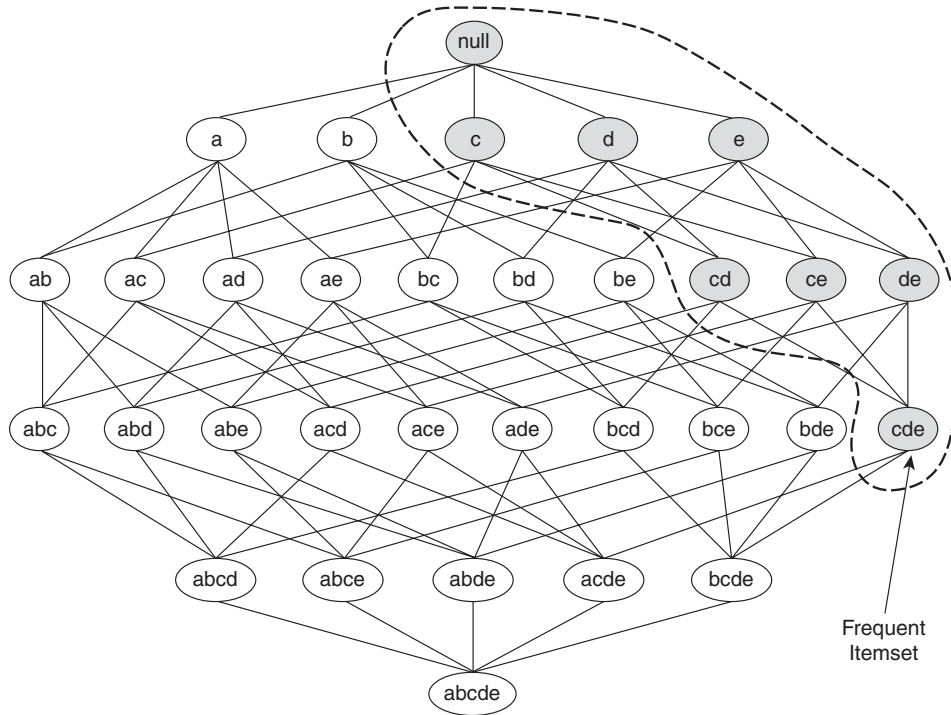 null
a b c d e
ab ac ad ae bc bd be cd ce de
abc abd abe acd ace ade bcd bce bde cde
abcd abce abde acde bcde
Frequent
Itemset
abcde